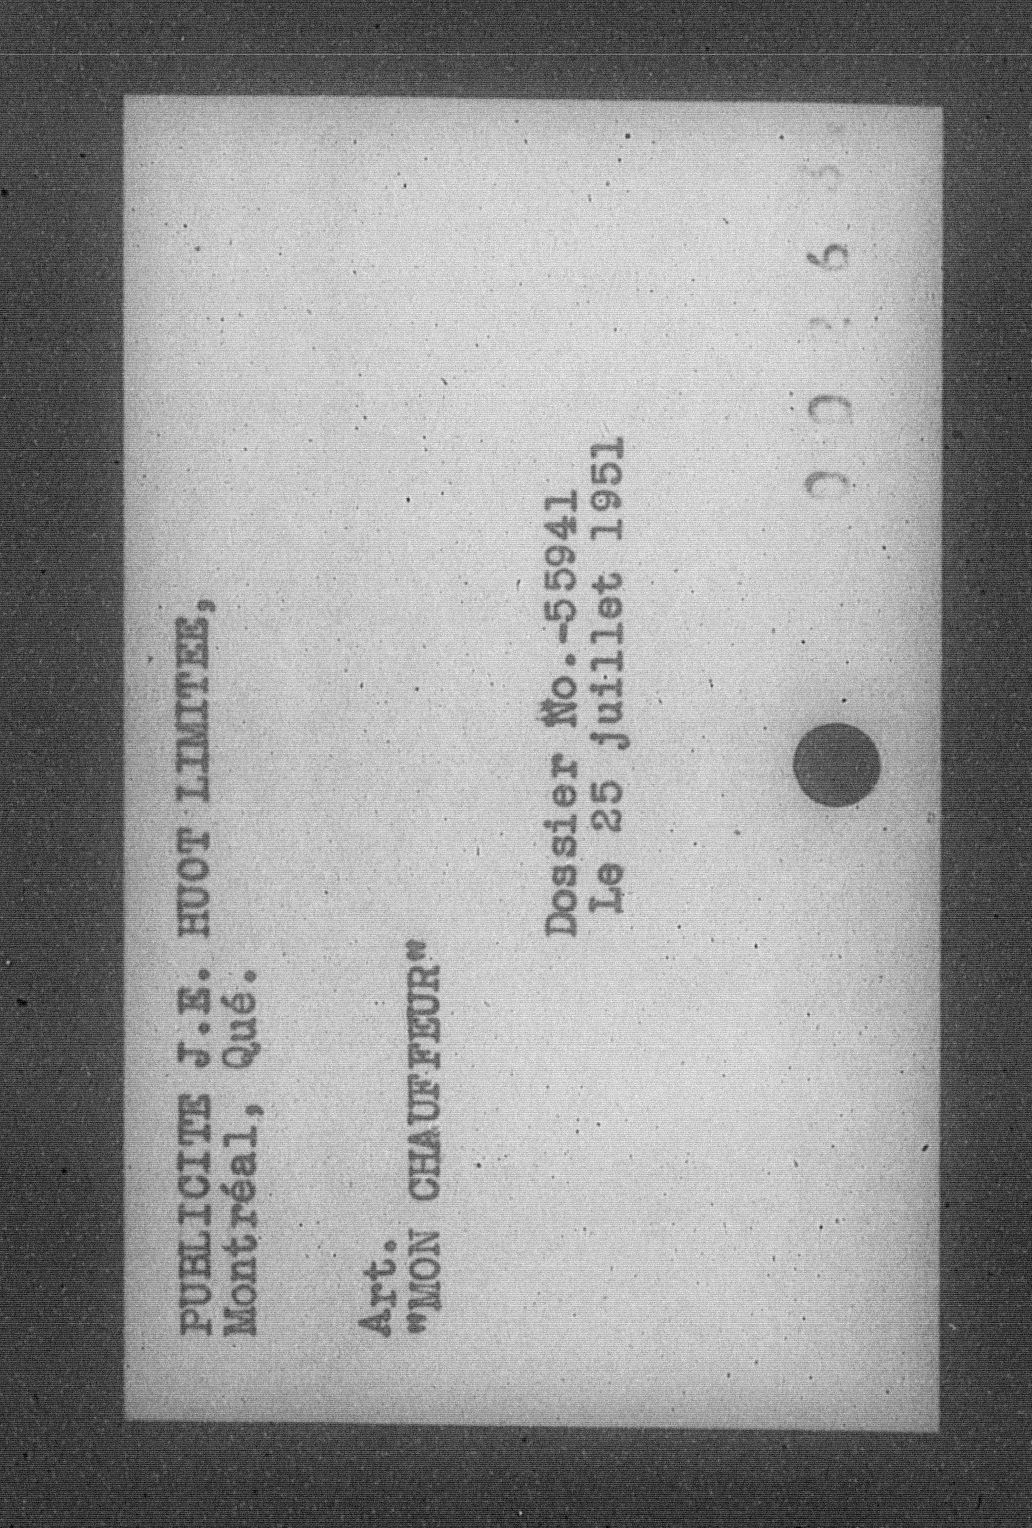 PUBLICITE J.E. HUOT LIMITEE,
Montréal, Qué.
Art.
"MON CHAUFFEUR"
Dossier No.-55941
Le 25 juillet 1951